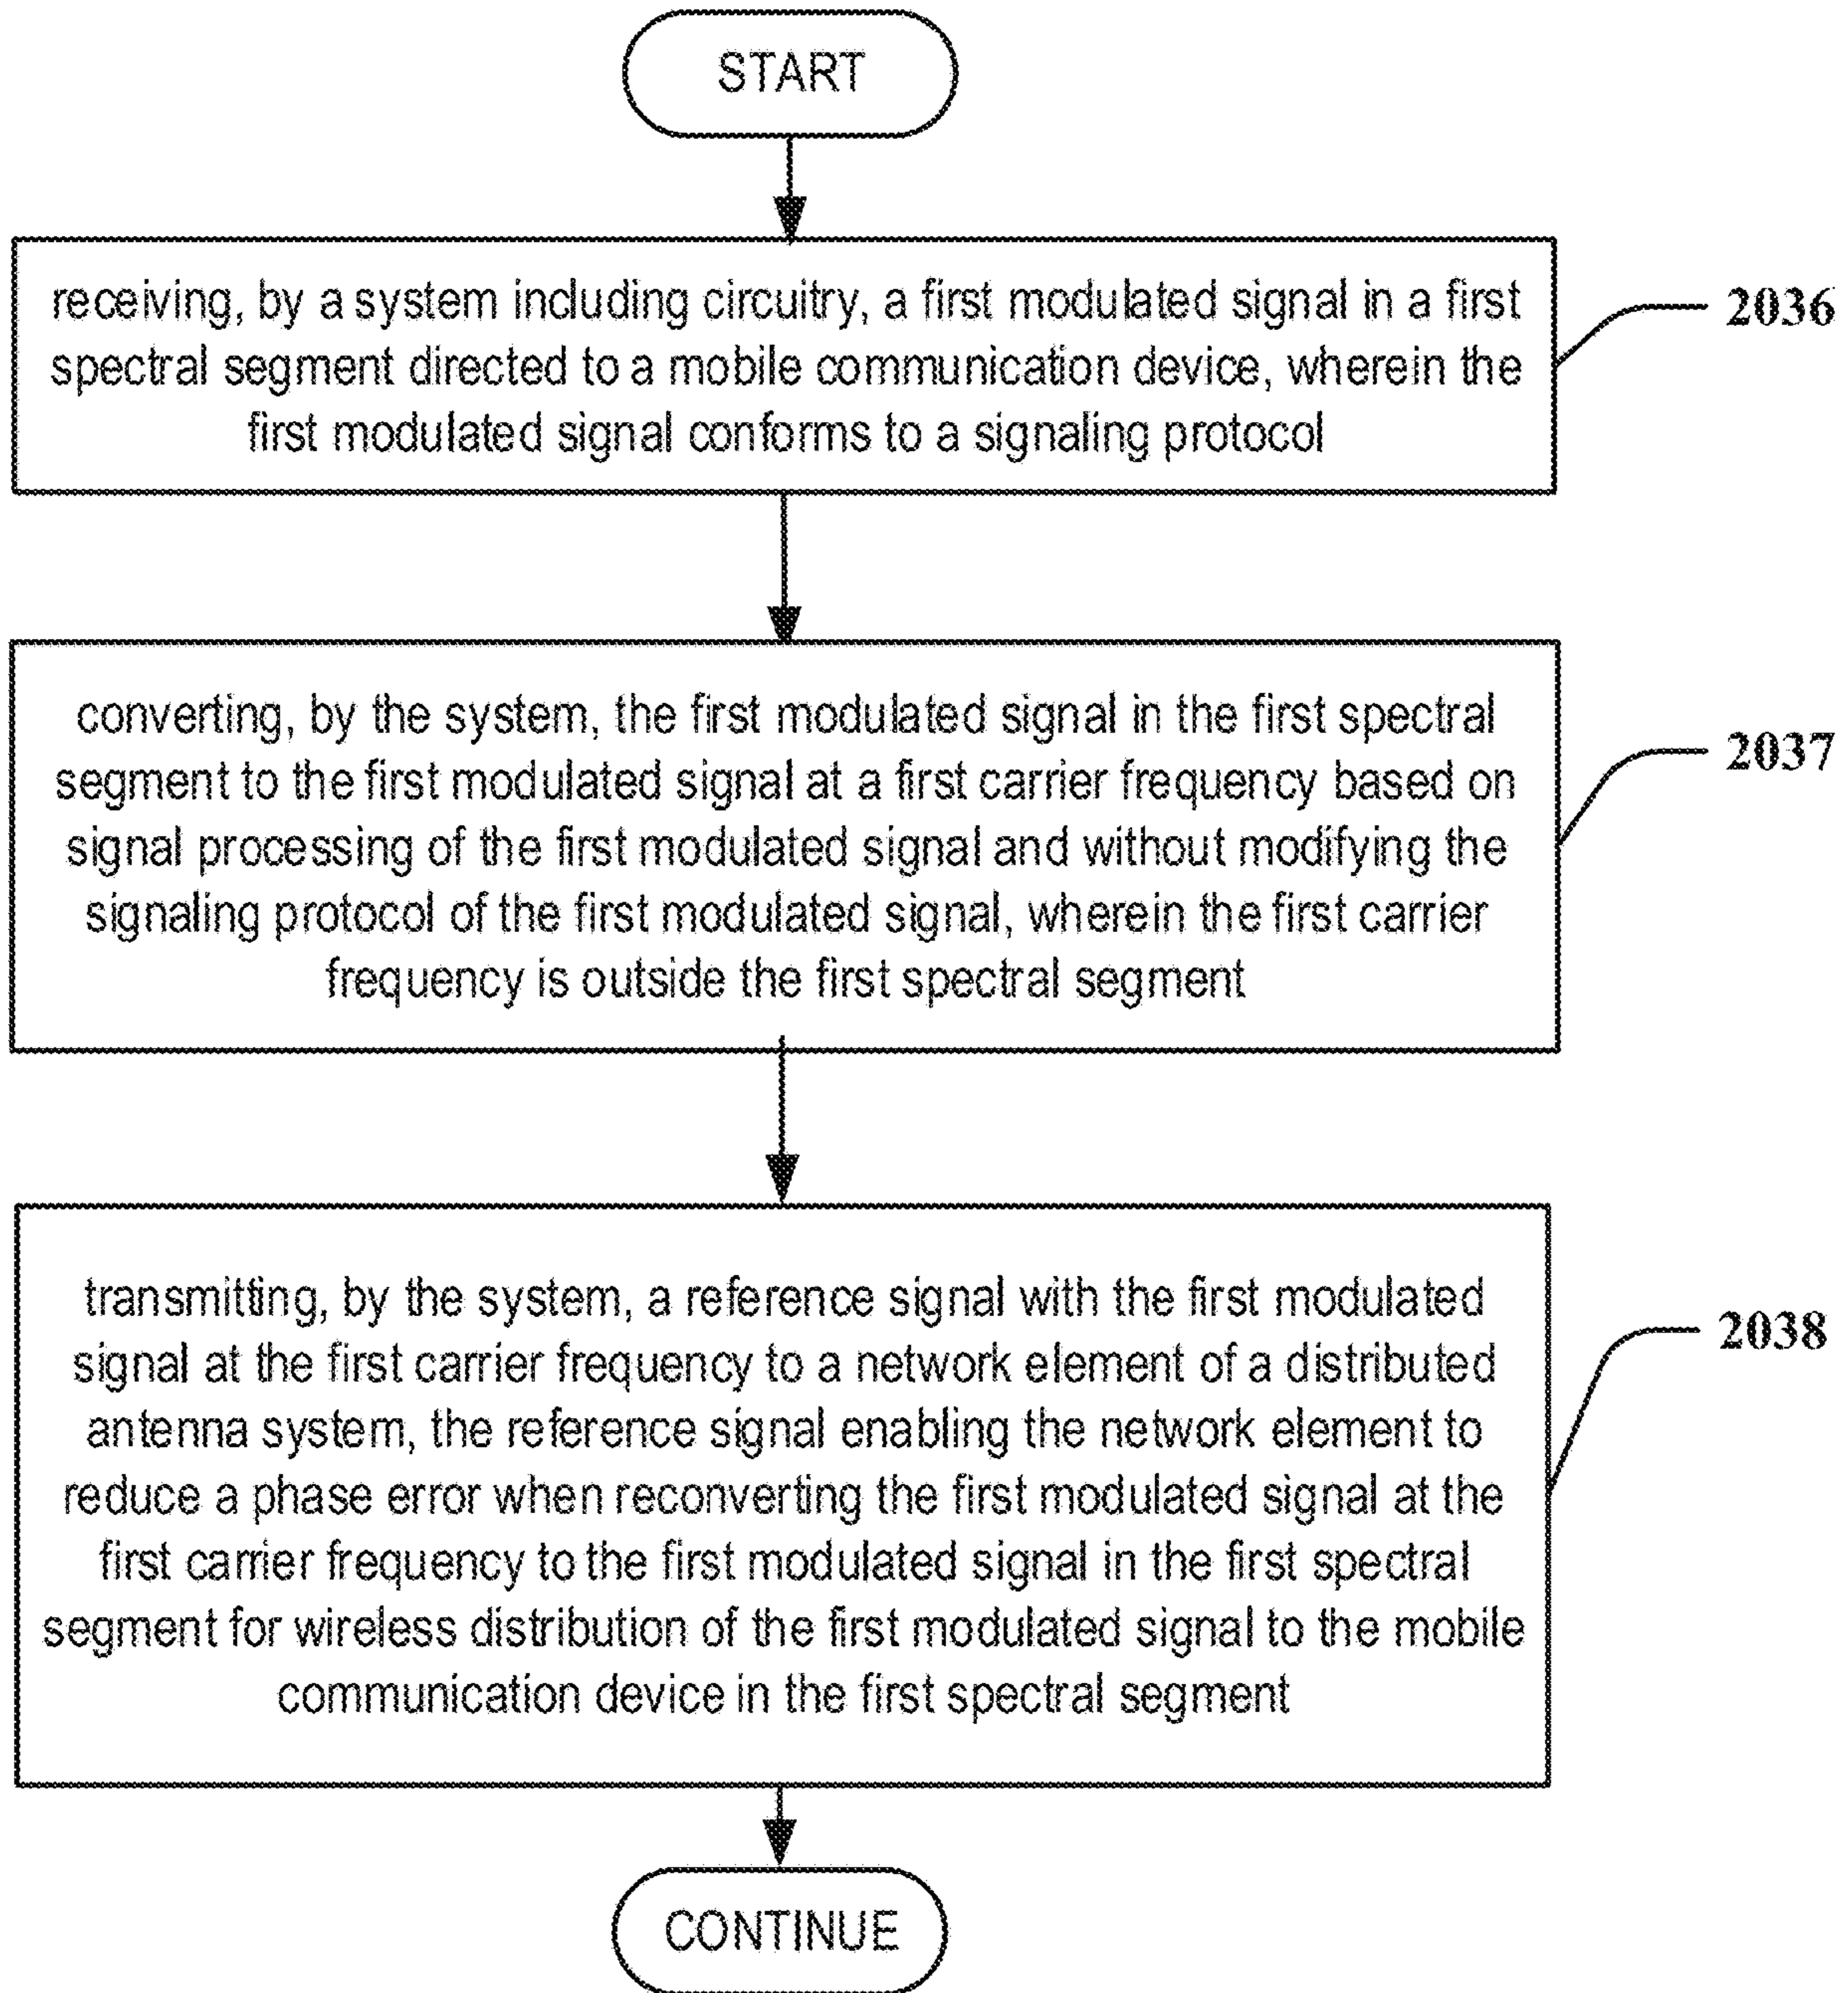 START
receiving, by a system including circuitry, a first modulated signal in a first
spectral segment directed to a mobile communication device, wherein the
first modulated signal conforms to a signaling protocol
2036
converting, by the system, the first modulated signal in the first spectral
segment to the first modulated signal at a first carrier frequency based on
signal processing of the first modulated signal and without modifying the
signaling protocol of the first modulated signal, wherein the first carrier
frequency is outside the first spectral segment
2037
transmitting, by the system, a reference signal with the first modulated
signal at the first carrier frequency to a network element of a distributed
antenna system, the reference signal enabling the network element to
reduce a phase error when reconverting the first modulated signal at the
first carrier frequency to the first modulated signal in the first spectral
segment for wireless distribution of the first modulated signal to the mobile
communication device in the first spectral segment
2038
CONTINUE